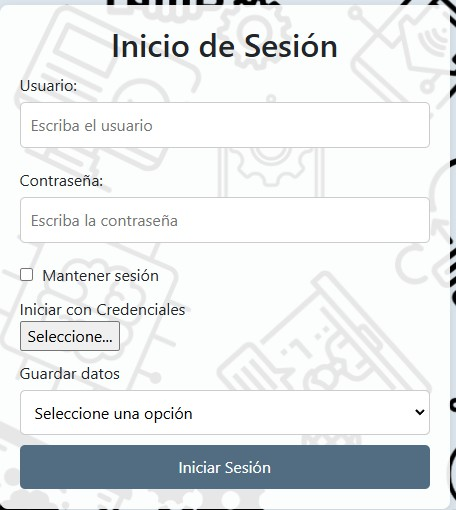 Inicio de Sesión
Usuario:
Escriba el usuario
Contraseña:
Escriba la contraseña
Mantener sesión
Iniciar con Credenciales
Seleccione...
Guardar datos
Seleccione una opción
Iniciar Sesión